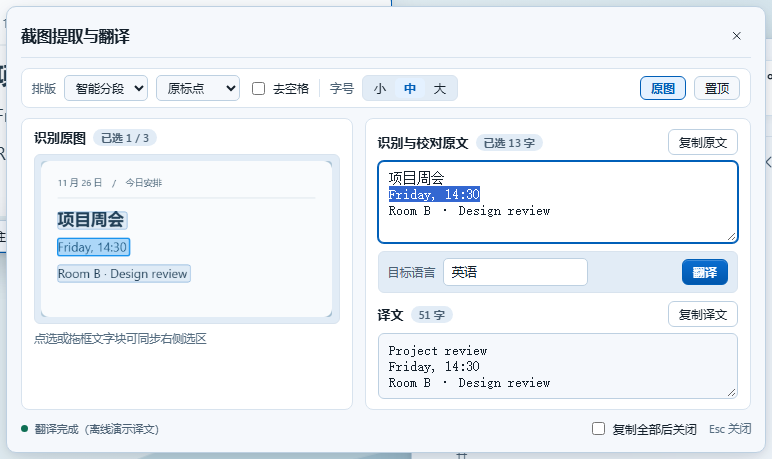 截图提取与翻译 ×
排版 智能分段 原标点 去空格 字号 小 中 大 原图 置顶
识别原图 已选 1 / 3
11 月 26 日 / 今日安排
项目周会
Friday, 14:30
Room B · Design review
点选或拖框文字块可同步右侧选区
识别与校对原文 已选 13 字 复制原文
项目周会
Friday, 14:30
Room B · Design review
目标语言 英语 翻译
译文 51 字 复制译文
Project review
Friday, 14:30
Room B · Design review
翻译完成（离线演示译文） 复制全部后关闭 Esc 关闭